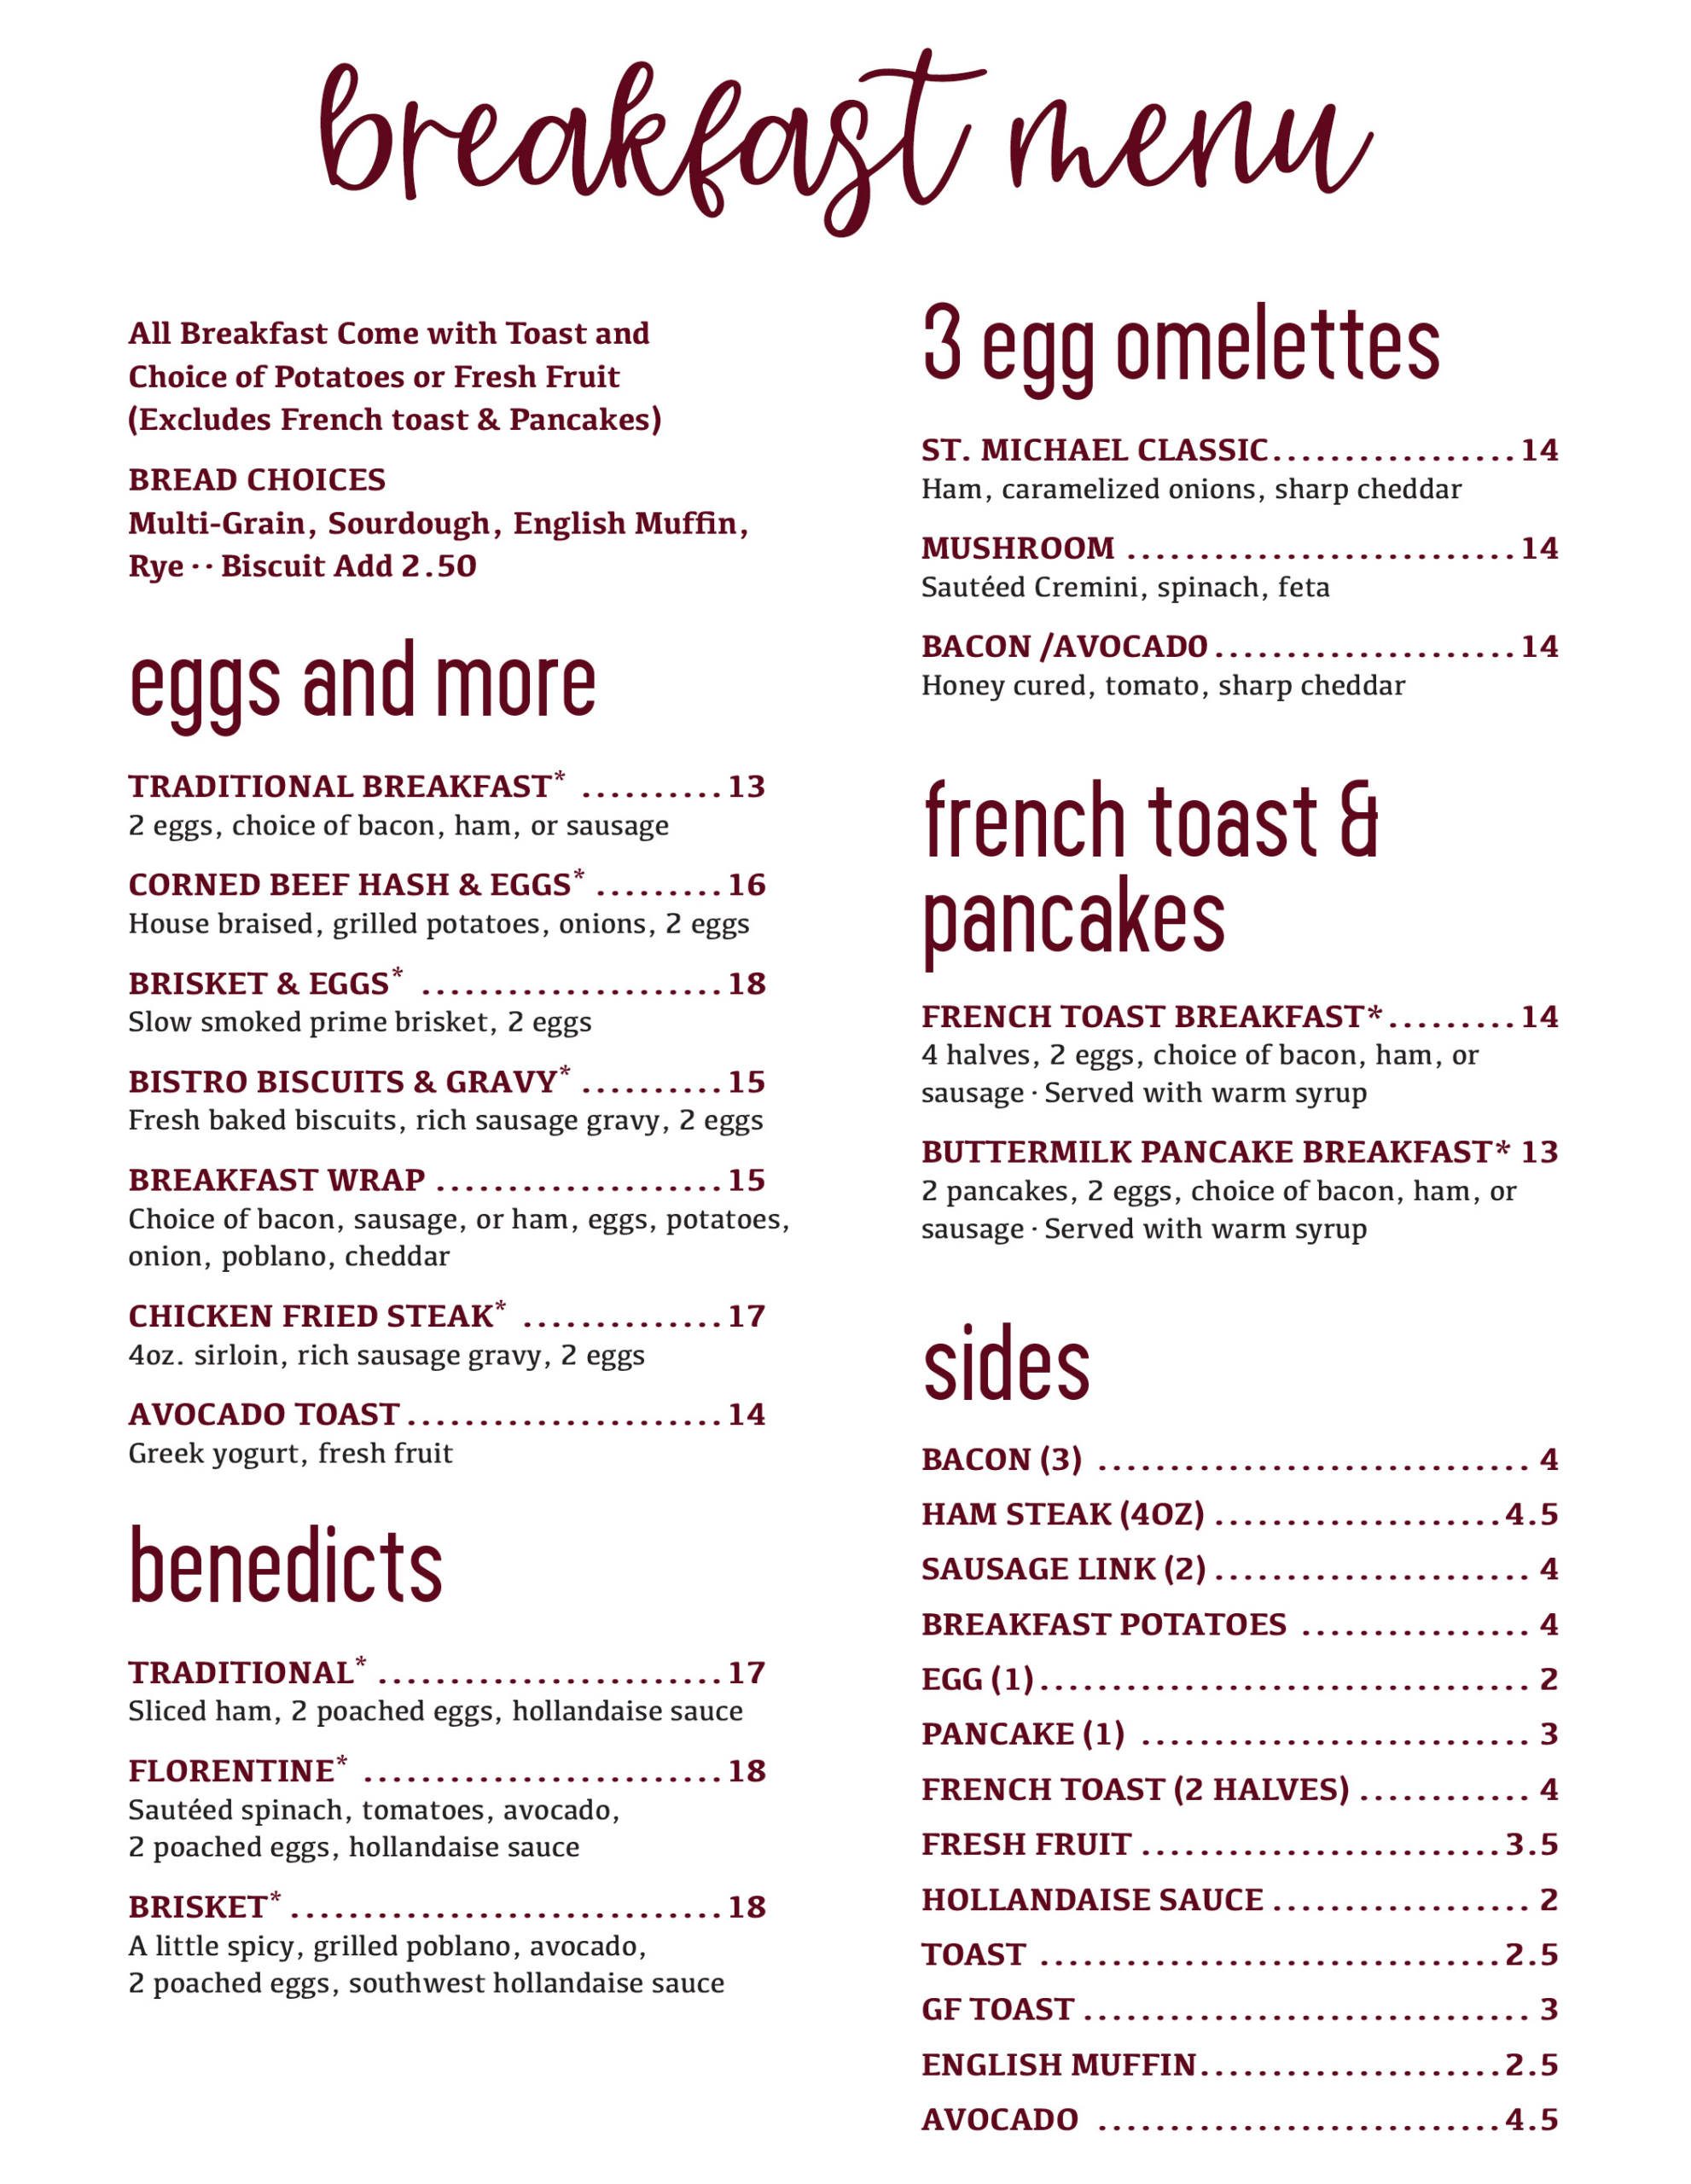 breakfast menu
All Breakfast Come with Toast and
Choice of Potatoes or Fresh Fruit
(Excludes French toast & Pancakes)
BREAD CHOICES
Multi-Grain, Sourdough, English Muffin,
Rye ·· Biscuit Add 2.50
eggs and more
TRADITIONAL BREAKFAST* ..........13
2 eggs, choice of bacon, ham, or sausage
CORNED BEEF HASH & EGGS* .........16
House braised, grilled potatoes, onions, 2 eggs
BRISKET & EGGS* .....................18
Slow smoked prime brisket, 2 eggs
BISTRO BISCUITS & GRAVY* ..........15
Fresh baked biscuits, rich sausage gravy, 2 eggs
BREAKFAST WRAP ....................15
Choice of bacon, sausage, or ham, eggs, potatoes,
onion, poblano, cheddar
CHICKEN FRIED STEAK* ..............17
4oz. sirloin, rich sausage gravy, 2 eggs
AVOCADO TOAST......................14
Greek yogurt, fresh fruit
benedicts
TRADITIONAL* ........................17
Sliced ham, 2 poached eggs, hollandaise sauce
FLORENTINE* .........................18
Sautéed spinach, tomatoes, avocado,
2 poached eggs, hollandaise sauce
BRISKET* ..............................18
A little spicy, grilled poblano, avocado,
2 poached eggs, southwest hollandaise sauce
3 egg omelettes
ST. MICHAEL CLASSIC.................14
Ham, caramelized onions, sharp cheddar
MUSHROOM ...........................14
Sautéed Cremini, spinach, feta
BACON /AVOCADO.....................14
Honey cured, tomato, sharp cheddar
french toast &
pancakes
FRENCH TOAST BREAKFAST*.........14
4 halves, 2 eggs, choice of bacon, ham, or
sausage · Served with warm syrup
BUTTERMILK PANCAKE BREAKFAST* 13
2 pancakes, 2 eggs, choice of bacon, ham, or
sausage · Served with warm syrup
sides
BACON (3) .............................. 4
HAM STEAK (4OZ) ....................4.5
SAUSAGE LINK (2)...................... 4
BREAKFAST POTATOES ................ 4
EGG (1).................................. 2
PANCAKE (1) ........................... 3
FRENCH TOAST (2 HALVES) ............ 4
FRESH FRUIT .........................3.5
HOLLANDAISE SAUCE .................. 2
TOAST ................................2.5
GF TOAST ............................... 3
ENGLISH MUFFIN.....................2.5
AVOCADO ............................4.5